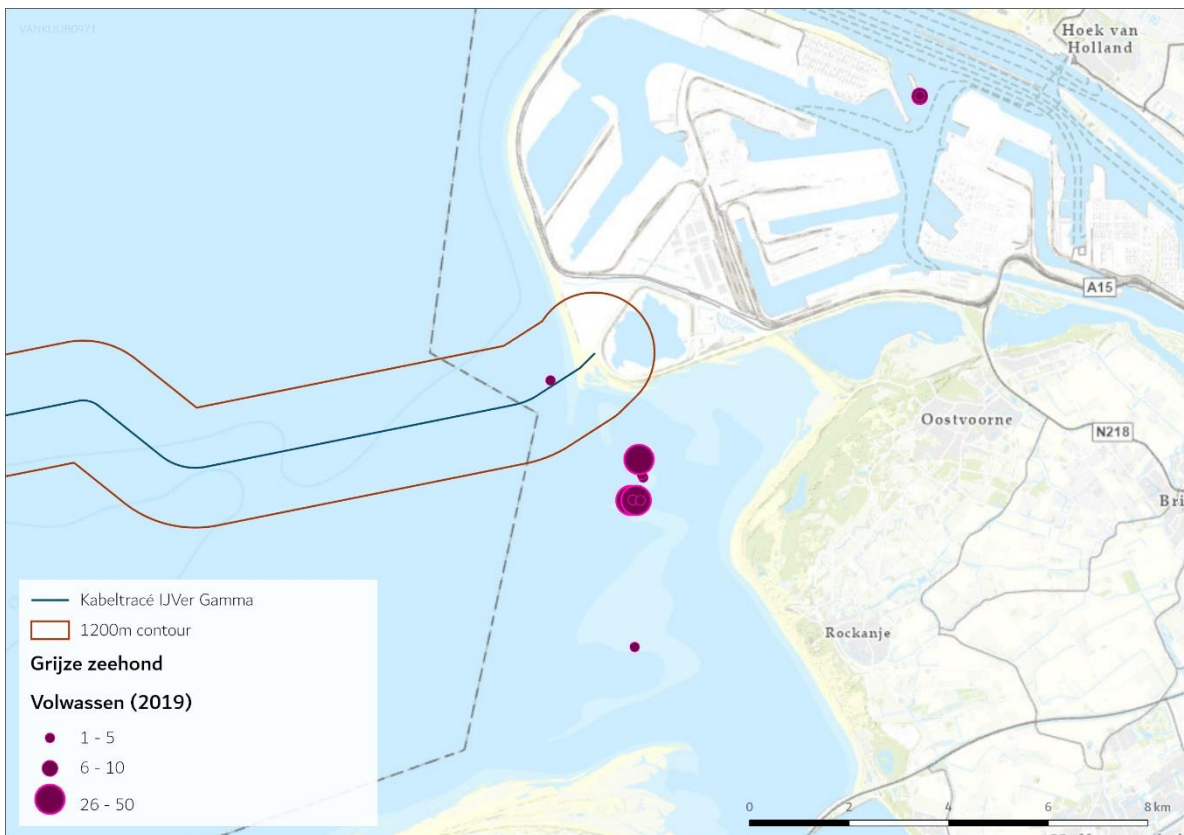 VANKUUR0971
Hoek van
Holland
A15
Oostvoorne
N218
Bri
Rockanje
Kabeltracé IJVer Gamma
1200m contour
Grijze zeehond
Volwassen (2019)
1 - 5
6 - 10
26 - 50
0 2 4 6 8 km